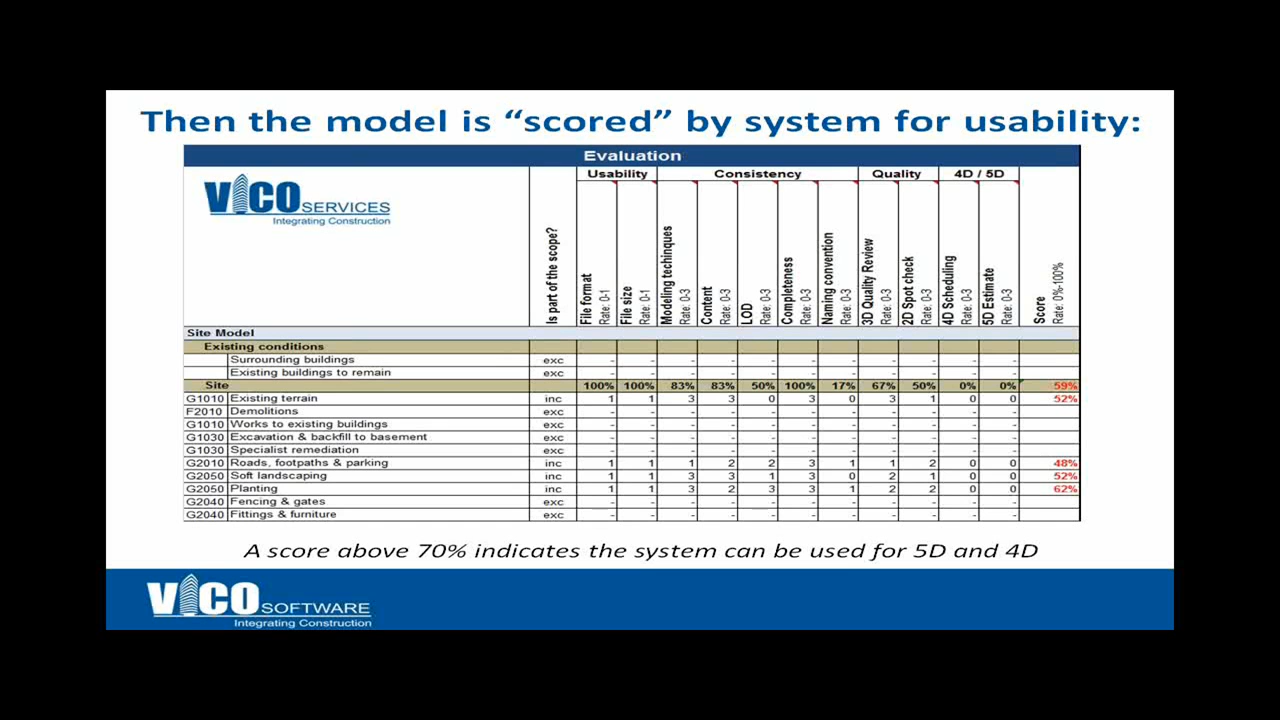 Then the model is “scored” by system for usability:
Evaluation
Usability Consistency Quality 4D / 5D
VICO SERVICES
Integrating Construction
Is part of the scope?
File format Rate: 0-1
File size Rate: 0-1
Modeling techinques Rate: 0-3
Content Rate: 0-3
LOD Rate: 0-3
Completeness Rate: 0-3
Naming convention Rate: 0-3
3D Quality Review Rate: 0-3
2D Spot check Rate: 0-3
4D Scheduling Rate: 0-3
5D Estimate Rate: 0-3
Score Rate: 0%-100%
Site Model
Existing conditions
Surrounding buildings exc - - - - - - - - - - -
Existing buildings to remain exc - - - - - - - - - - -
Site 100% 100% 83% 83% 50% 100% 17% 67% 50% 0% 0% 59%
G1010 Existing terrain inc 1 1 3 3 0 3 0 3 1 0 0 52%
F2010 Demolitions exc - - - - - - - - - - -
G1010 Works to existing buildings exc - - - - - - - - - - -
G1030 Excavation & backfill to basement exc - - - - - - - - - - -
G1030 Specialist remediation exc - - - - - - - - - - -
G2010 Roads, footpaths & parking inc 1 1 1 2 2 3 1 1 2 0 0 48%
G2050 Soft landscaping inc 1 1 3 3 1 3 0 2 1 0 0 52%
G2050 Planting inc 1 1 3 2 3 3 1 2 2 0 0 62%
G2040 Fencing & gates exc - - - - - - - - - - -
G2040 Fittings & furniture exc - - - - - - - - - - -
A score above 70% indicates the system can be used for 5D and 4D
VICO SOFTWARE
Integrating Construction